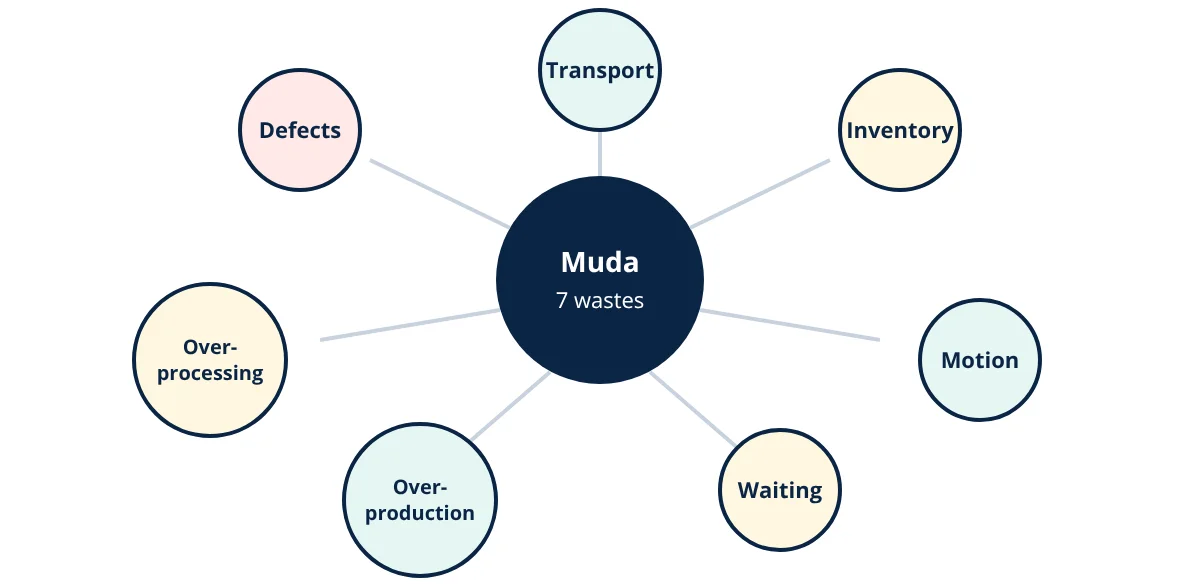 Transport
Defects
Inventory
Muda
7 wastes
Over-
processing
Motion
Over-
production
Waiting